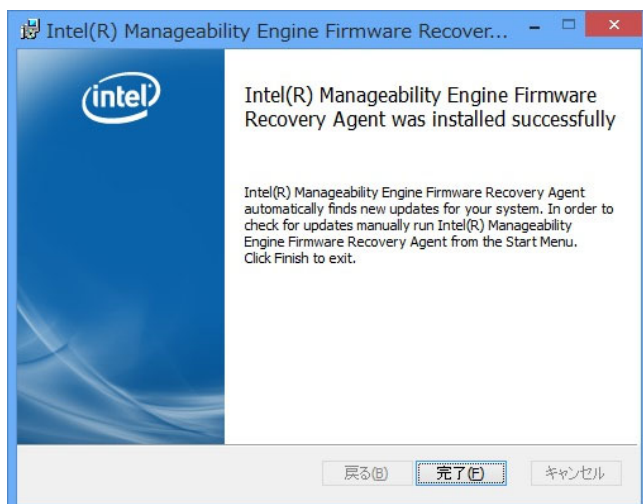 Intel(R) Manageability Engine Firmware Recover...
intel
Intel(R) Manageability Engine Firmware
Recovery Agent was installed successfully
Intel(R) Manageability Engine Firmware Recovery Agent
automatically finds new updates for your system. In order to
check for updates manually run Intel(R) Manageability
Engine Firmware Recovery Agent from the Start Menu.
Click Finish to exit.
戻る(B) 完了(F) キャンセル